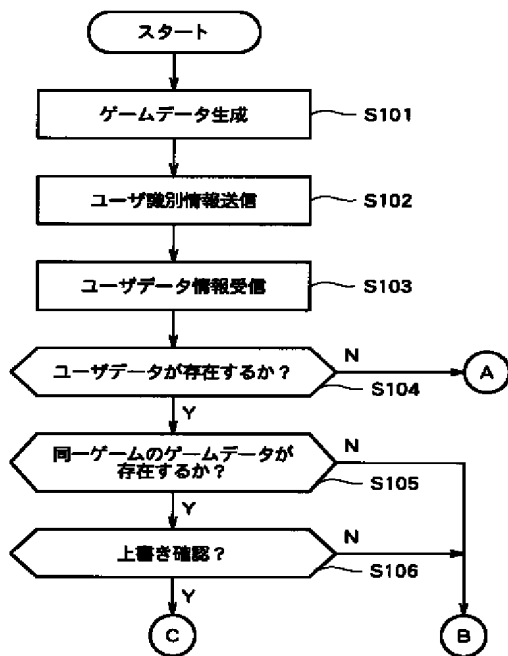 スタート
ゲームデータ生成
S101
ユーザ識別情報送信
S102
ユーザデータ情報受信
S103
ユーザデータが存在するか？
N
A
S104
Y
同一ゲームのゲームデータが
存在するか？
N
S105
Y
上書き確認？
N
S106
Y
C
B